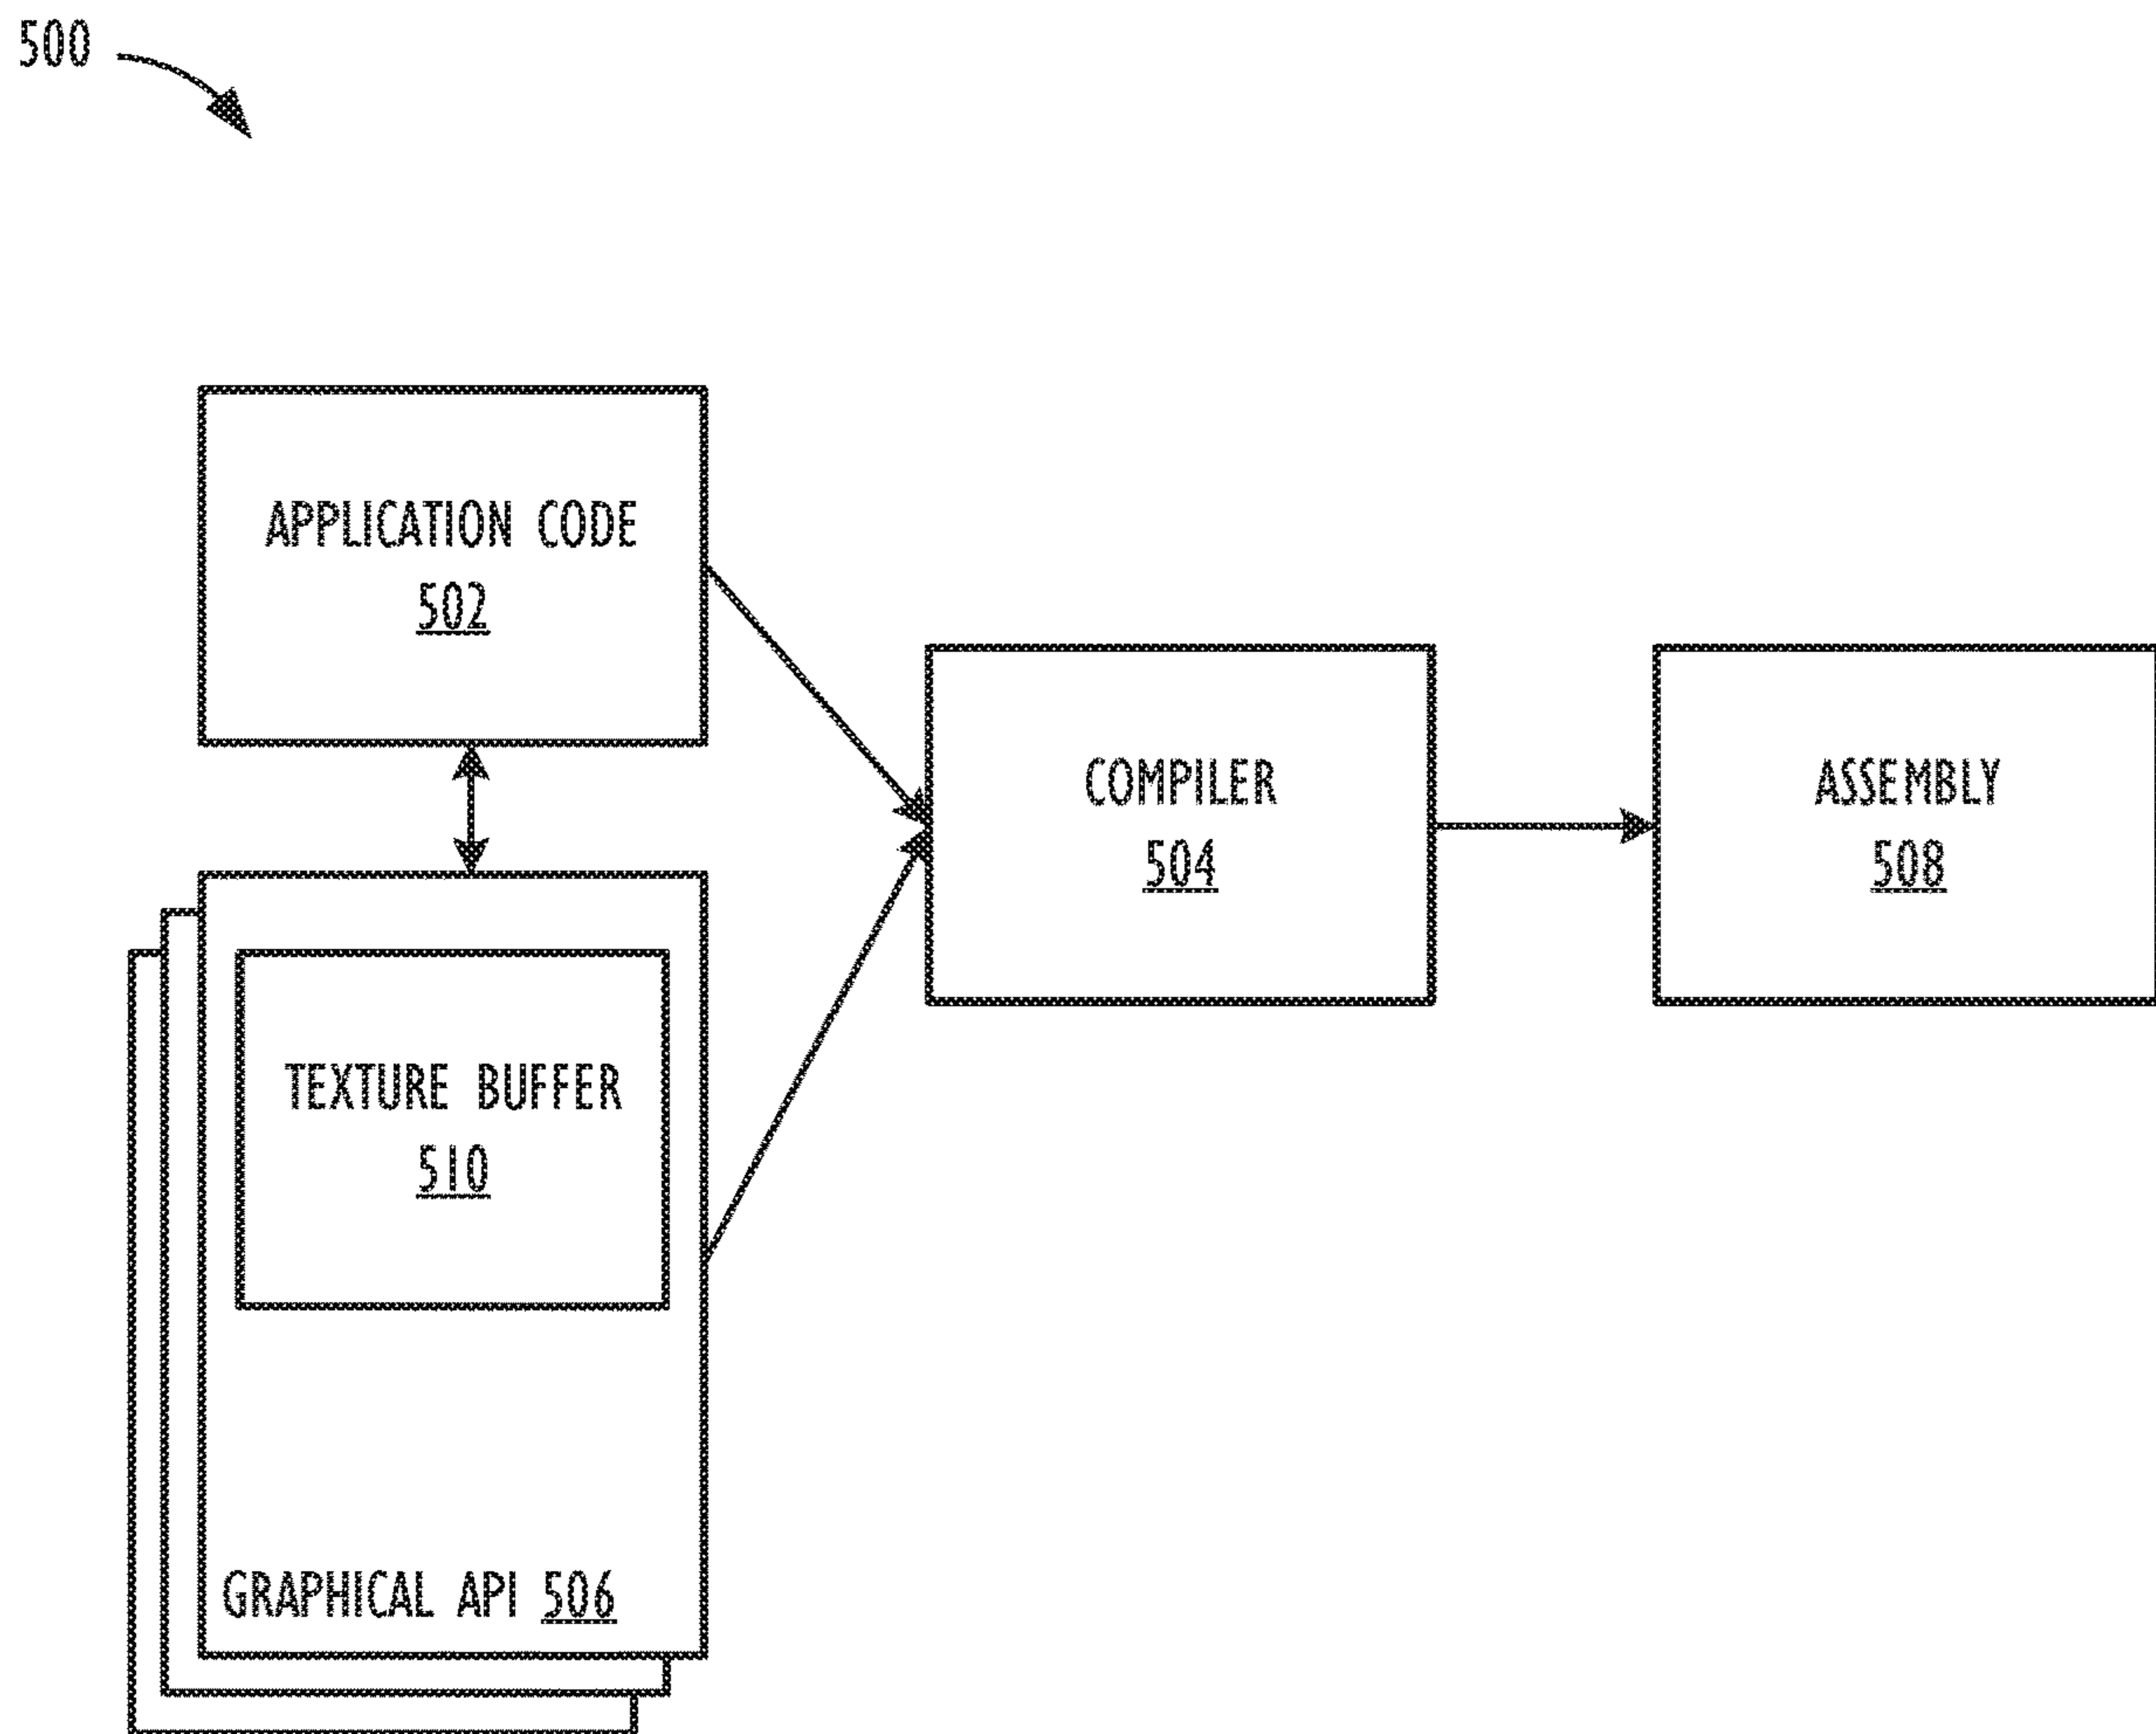 500
APPLICATION CODE
502
COMPILER
504
ASSEMBLY
508
TEXTURE BUFFER
510
GRAPHICAL API 506